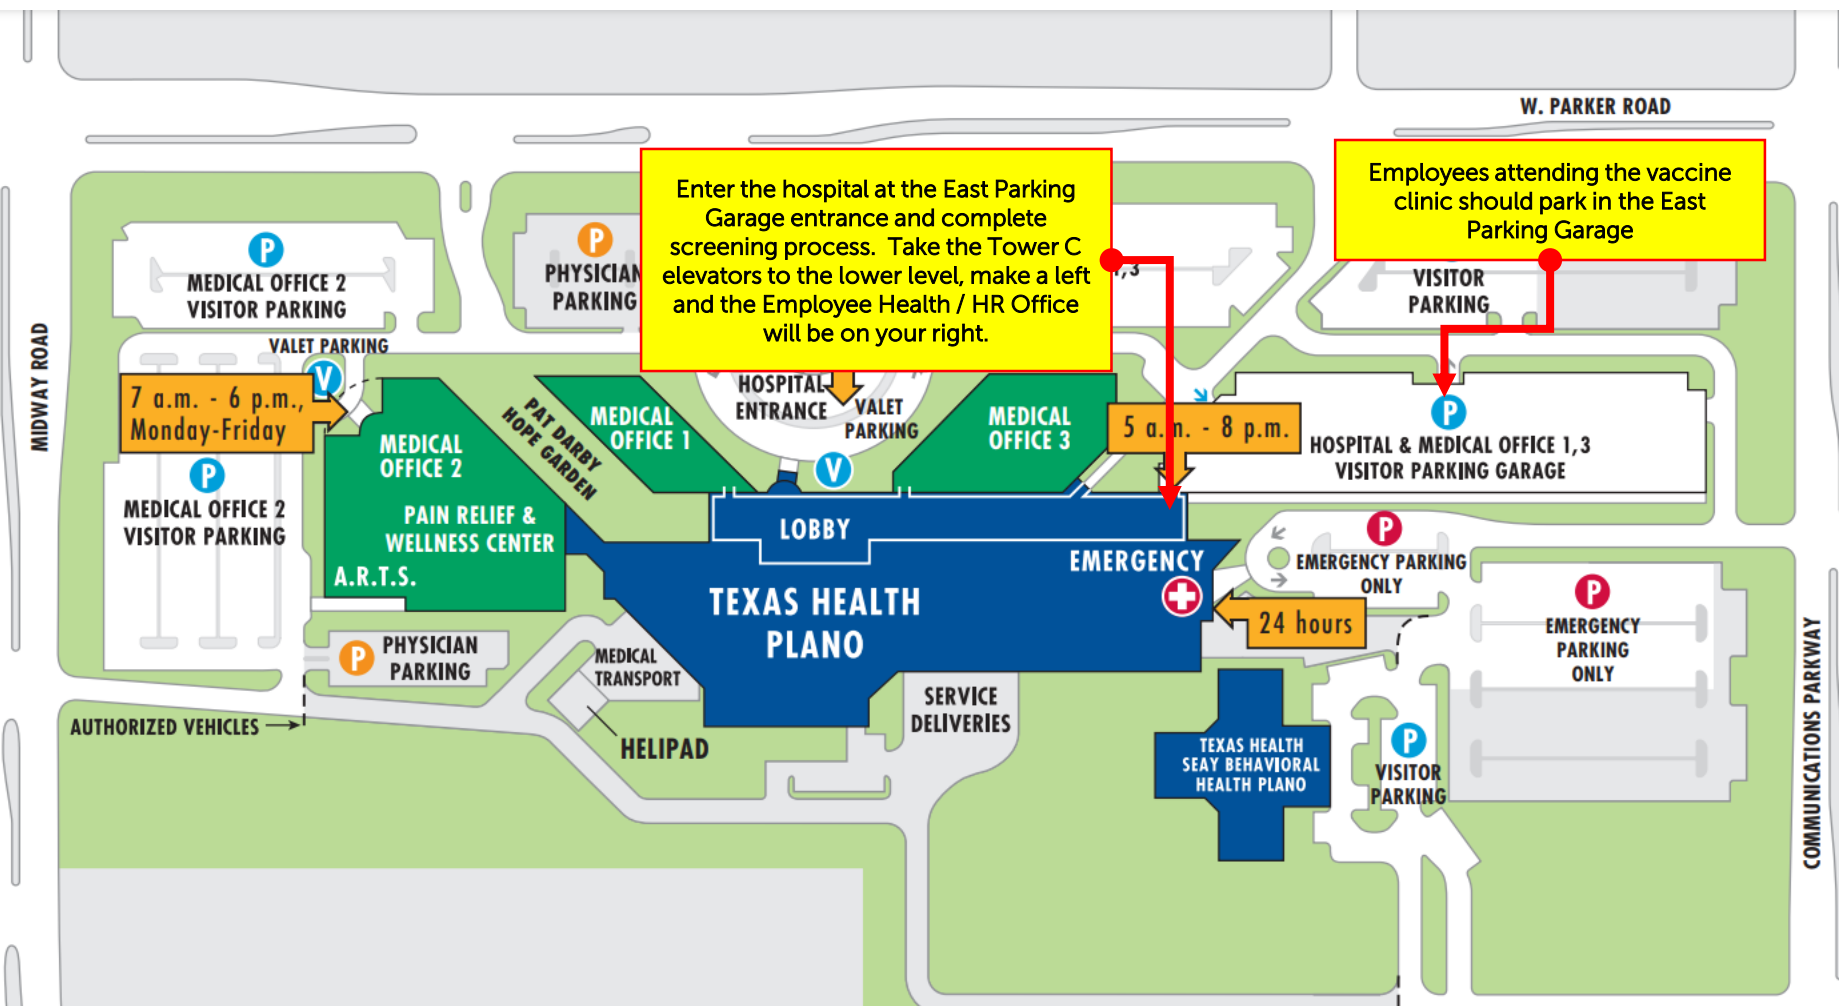 W. PARKER ROAD
Employees attending the vaccine
clinic should park in the East
Parking Garage
Enter the hospital at the East Parking
Garage entrance and complete
screening process. Take the Tower C
elevators to the lower level, make a left
and the Employee Health / HR Office
will be on your right.
P
MEDICAL OFFICE 2
VISITOR PARKING
P
PHYSICIAN
PARKING
1,3
VISITOR
PARKING
MIDWAY ROAD
VALET PARKING
V
7 a.m. - 6 p.m.,
Monday-Friday
P
MEDICAL OFFICE 2
VISITOR PARKING
MEDICAL
OFFICE 2
PAIN RELIEF &
WELLNESS CENTER
A.R.T.S.
PAT DARBY
HOPE GARDEN
MEDICAL
OFFICE 1
HOSPITAL
ENTRANCE
VALET
PARKING
V
MEDICAL
OFFICE 3
5 a.m. - 8 p.m.
P
HOSPITAL & MEDICAL OFFICE 1,3
VISITOR PARKING GARAGE
LOBBY
EMERGENCY
TEXAS HEALTH
PLANO
P
EMERGENCY PARKING
ONLY
24 hours
P
EMERGENCY
PARKING
ONLY
P
PHYSICIAN
PARKING
MEDICAL
TRANSPORT
AUTHORIZED VEHICLES
HELIPAD
SERVICE
DELIVERIES
TEXAS HEALTH
SEAY BEHAVIORAL
HEALTH PLANO
P
VISITOR
PARKING
COMMUNICATIONS PARKWAY